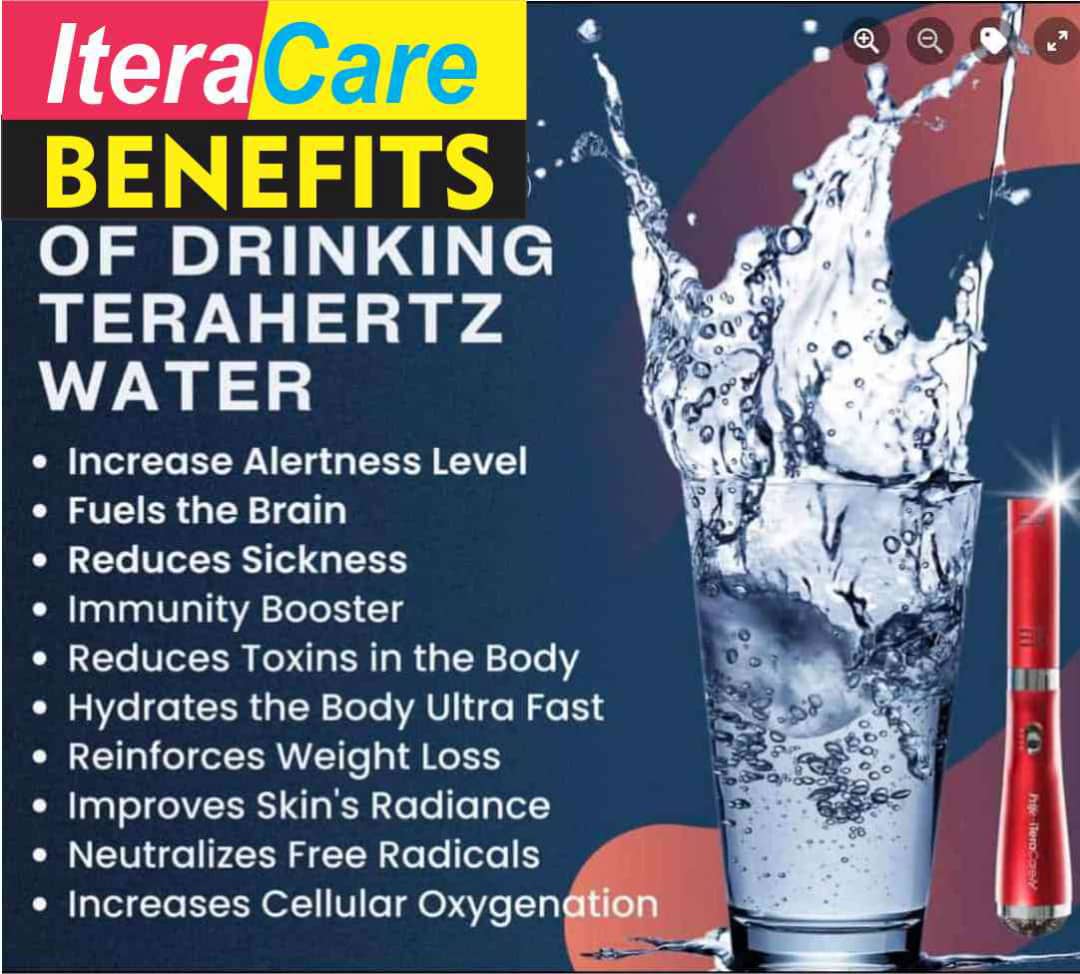 IteraCare
BENEFITS
OF DRINKING
TERAHERTZ
WATER
• Increase Alertness Level
• Fuels the Brain
• Reduces Sickness
• Immunity Booster
• Reduces Toxins in the Body
• Hydrates the Body Ultra Fast
• Reinforces Weight Loss
• Improves Skin's Radiance
• Neutralizes Free Radicals
• Increases Cellular Oxygenation